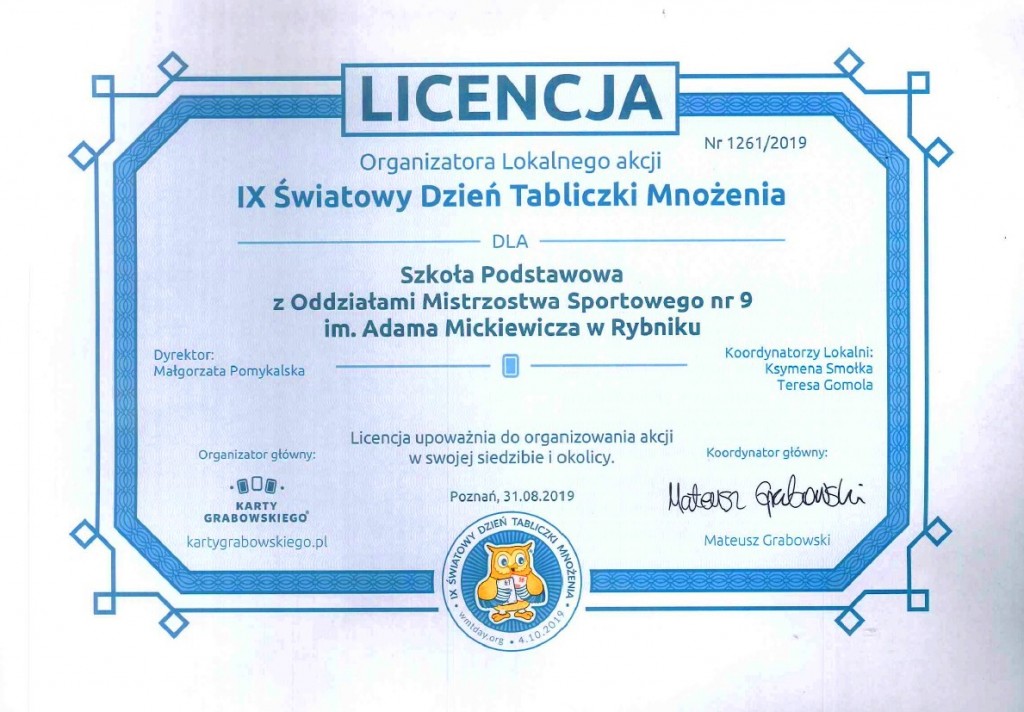 LICENCJA
Nr 1261/2019
Organizatora Lokalnego akcji
IX Światowy Dzień Tabliczki Mnożenia
DLA
Szkoła Podstawowa
z Oddziałami Mistrzostwa Sportowego nr 9
im. Adama Mickiewicza w Rybniku
Dyrektor:
Małgorzata Pomykalska
Koordynatorzy Lokalni:
Ksymena Smołka
Teresa Gomola
Licencja upoważnia do organizowania akcji
w swojej siedzibie i okolicy.
Organizator główny:
KARTY
GRABOWSKIEGO®
kartygrabowskiego.pl
Poznań, 31.08.2019
Koordynator główny:
Mateusz Grabowski
Mateusz Grabowski
IX ŚWIATOWY DZIEŃ TABLICZKI MNOŻENIA
wmtday.org • 4.10.2019